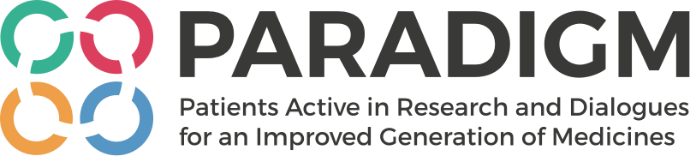 PARADIGM
Patients Active in Research and Dialogues
for an Improved Generation of Medicines